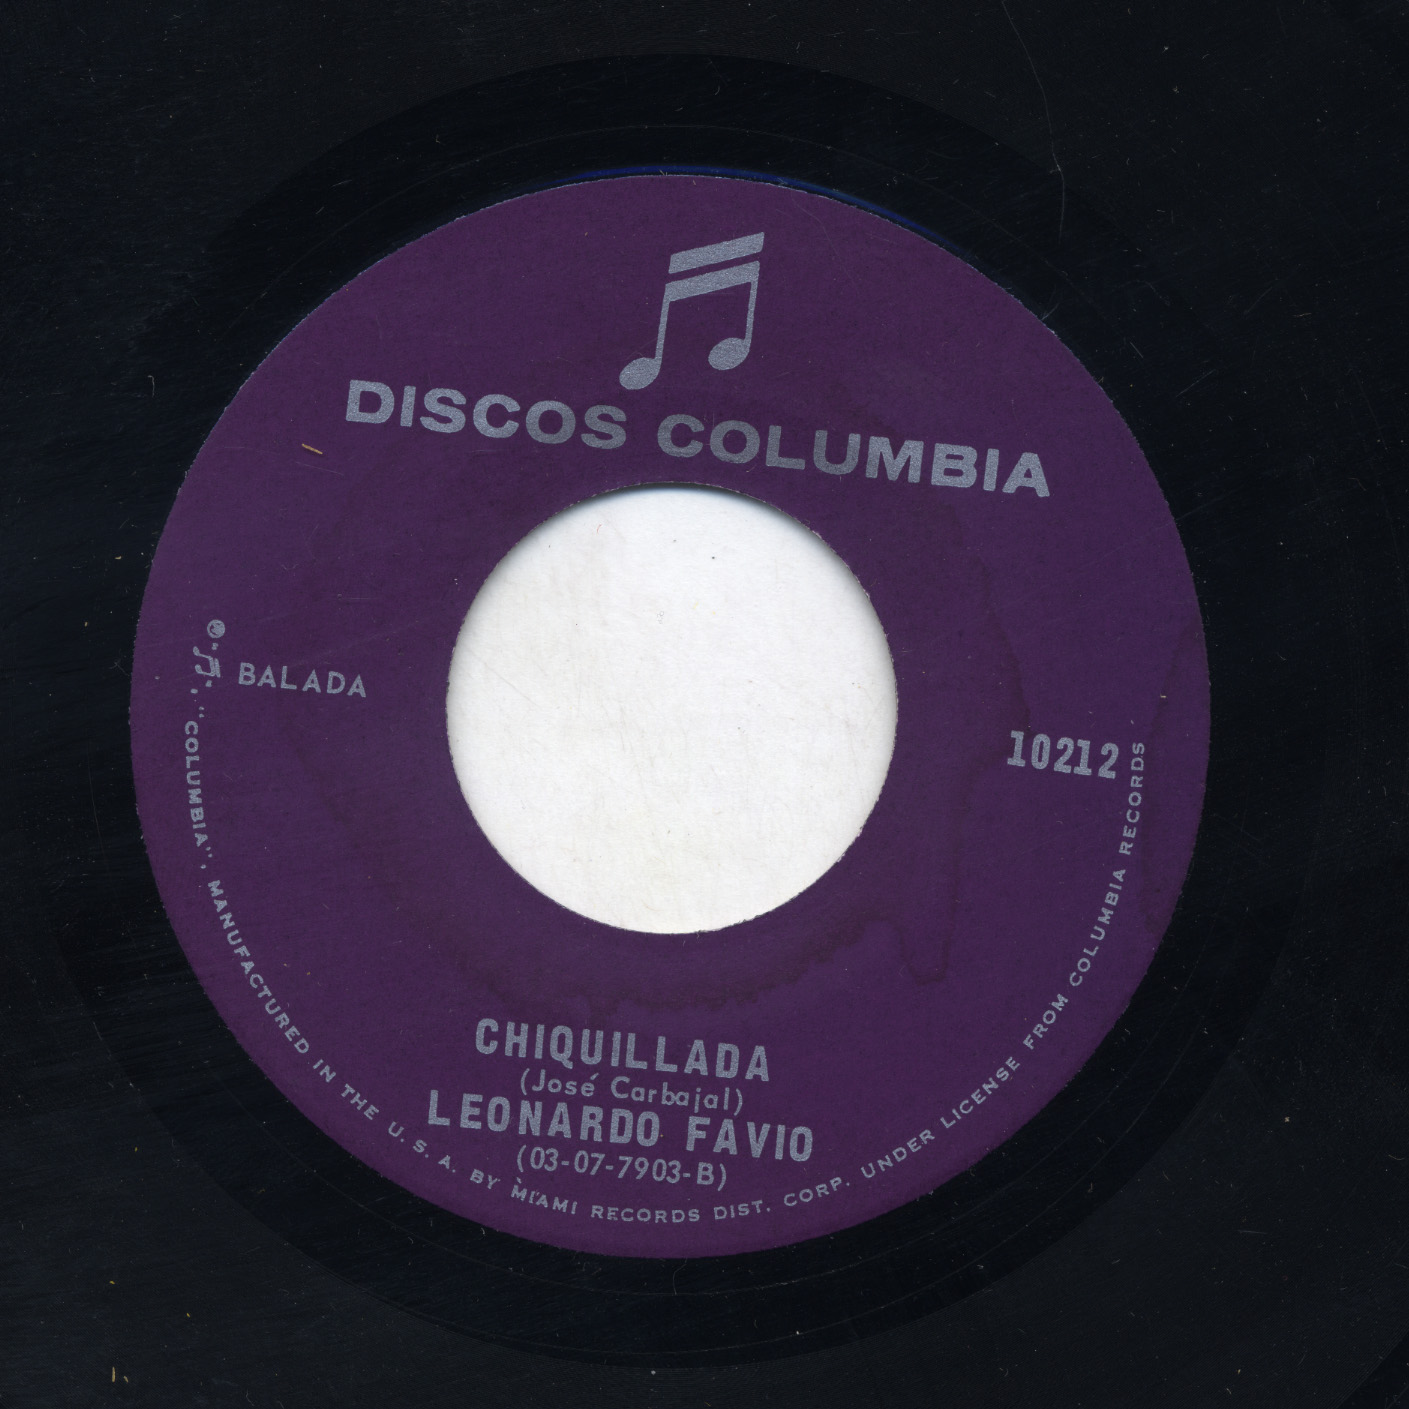 DISCOS COLUMBIA
BALADA
10212
CHIQUILLADA
(José Carbajal)
LEONARDO FAVIO
(03-07-7903-B)
® "♫", "COLUMBIA", MANUFACTURED IN THE U.S.A. BY MIAMI RECORDS DIST. CORP. UNDER LICENSE FROM COLUMBIA RECORDS